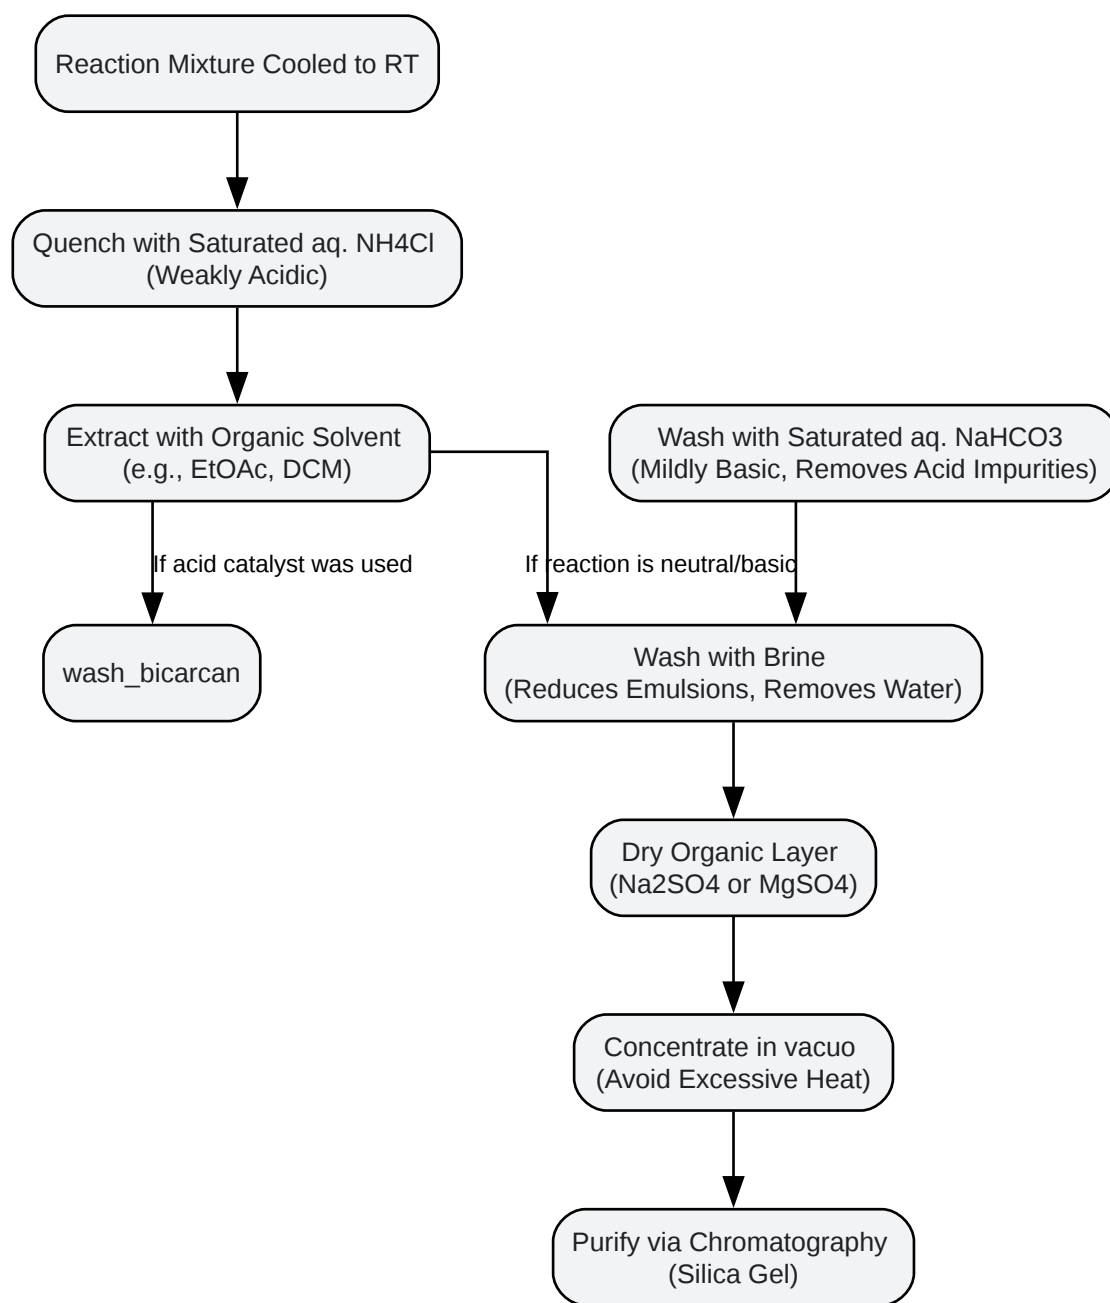 Reaction Mixture Cooled to RT
Quench with Saturated aq. NH4Cl
(Weakly Acidic)
Extract with Organic Solvent
(e.g., EtOAc, DCM)
Wash with Saturated aq. NaHCO3
(Mildly Basic, Removes Acid Impurities)
If acid catalyst was used
If reaction is neutral/basic
wash_bicarcan
Wash with Brine
(Reduces Emulsions, Removes Water)
Dry Organic Layer
(Na2SO4 or MgSO4)
Concentrate in vacuo
(Avoid Excessive Heat)
Purify via Chromatography
(Silica Gel)